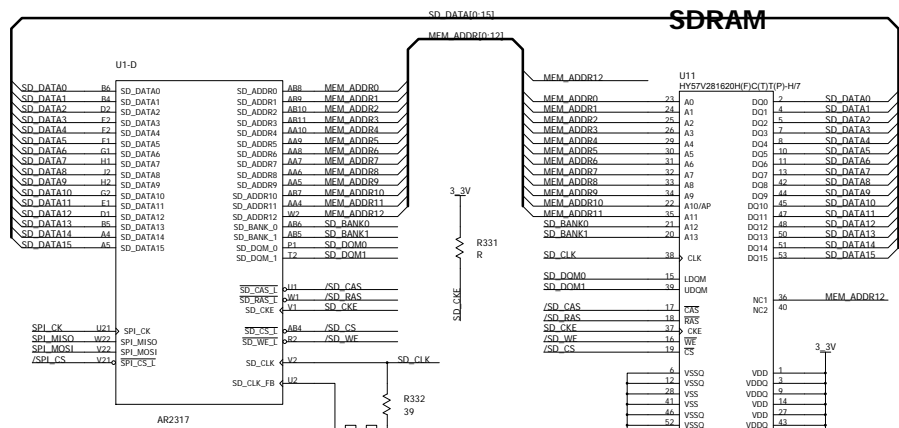 SD_DATA[0:15]
SDRAM
MEM_ADDR[0:12]
U1-D
SD_DATA0 B6 SD_DATA0 SD_ADDR0 AB8 MEM_ADDR0
SD_DATA1 B4 SD_DATA1 SD_ADDR1 AB9 MEM_ADDR1
SD_DATA2 D2 SD_DATA2 SD_ADDR2 AB10 MEM_ADDR2
SD_DATA3 E2 SD_DATA3 SD_ADDR3 AB11 MEM_ADDR3
SD_DATA4 F2 SD_DATA4 SD_ADDR4 AA10 MEM_ADDR4
SD_DATA5 F1 SD_DATA5 SD_ADDR5 AA9 MEM_ADDR5
SD_DATA6 G1 SD_DATA6 SD_ADDR6 AA8 MEM_ADDR6
SD_DATA7 H1 SD_DATA7 SD_ADDR7 AA7 MEM_ADDR7
SD_DATA8 J2 SD_DATA8 SD_ADDR8 AA6 MEM_ADDR8
SD_DATA9 H2 SD_DATA9 SD_ADDR9 AA5 MEM_ADDR9
SD_DATA10 G2 SD_DATA10 SD_ADDR10 AB7 MEM_ADDR10
SD_DATA11 E1 SD_DATA11 SD_ADDR11 AA4 MEM_ADDR11
SD_DATA12 D1 SD_DATA12 SD_ADDR12 W2 MEM_ADDR12
SD_DATA13 B5 SD_DATA13 SD_BANK_0 AB6 SD_BANK0
SD_DATA14 A4 SD_DATA14 SD_BANK_1 AB5 SD_BANK1
SD_DATA15 A5 SD_DATA15 SD_DQM_0 P1 SD_DQM0
SD_DQM_1 T2 SD_DQM1
SD_CAS_L U1 /SD_CAS
SD_RAS_L W1 /SD_RAS
SD_CKE V1 SD_CKE
SPI_CK U21 SPI_CK SD_CS_L AB4 /SD_CS
SPI_MISO W22 SPI_MISO SD_WE_L R2 /SD_WE
SPI_MOSI V22 SPI_MOSI
/SPI_CS V21 SPI_CS_L SD_CLK V2 SD_CLK
SD_CLK_FB U2
AR2317
R332
39
3_3V
R331
R
SD_CKE
MEM_ADDR12
U11
HY57V281620H(F)C(T)T(P)-H/7
MEM_ADDR0 23 A0 DQ0 2 SD_DATA0
MEM_ADDR1 24 A1 DQ1 4 SD_DATA1
MEM_ADDR2 25 A2 DQ2 5 SD_DATA2
MEM_ADDR3 26 A3 DQ3 7 SD_DATA3
MEM_ADDR4 29 A4 DQ4 8 SD_DATA4
MEM_ADDR5 30 A5 DQ5 10 SD_DATA5
MEM_ADDR6 31 A6 DQ6 11 SD_DATA6
MEM_ADDR7 32 A7 DQ7 13 SD_DATA7
MEM_ADDR8 33 A8 DQ8 42 SD_DATA8
MEM_ADDR9 34 A9 DQ9 44 SD_DATA9
MEM_ADDR10 22 A10/AP DQ10 45 SD_DATA10
MEM_ADDR11 35 A11 DQ11 47 SD_DATA11
SD_BANK0 21 A12 DQ12 48 SD_DATA12
SD_BANK1 20 A13 DQ13 50 SD_DATA13
DQ14 51 SD_DATA14
SD_CLK 38 CLK DQ15 53 SD_DATA15
SD_DQM0 15 LDQM
SD_DQM1 39 UDQM
NC1 36 MEM_ADDR12
/SD_CAS 17 CAS NC2 40
/SD_RAS 18 RAS
SD_CKE 37 CKE
/SD_WE 16 WE
/SD_CS 19 CS
3_3V
6 VSSQ VDD 1
12 VSSQ VDDQ 3
28 VSS VDDQ 9
41 VSS VDD 14
46 VSSQ VDD 27
52 VSSQ VDDQ 43